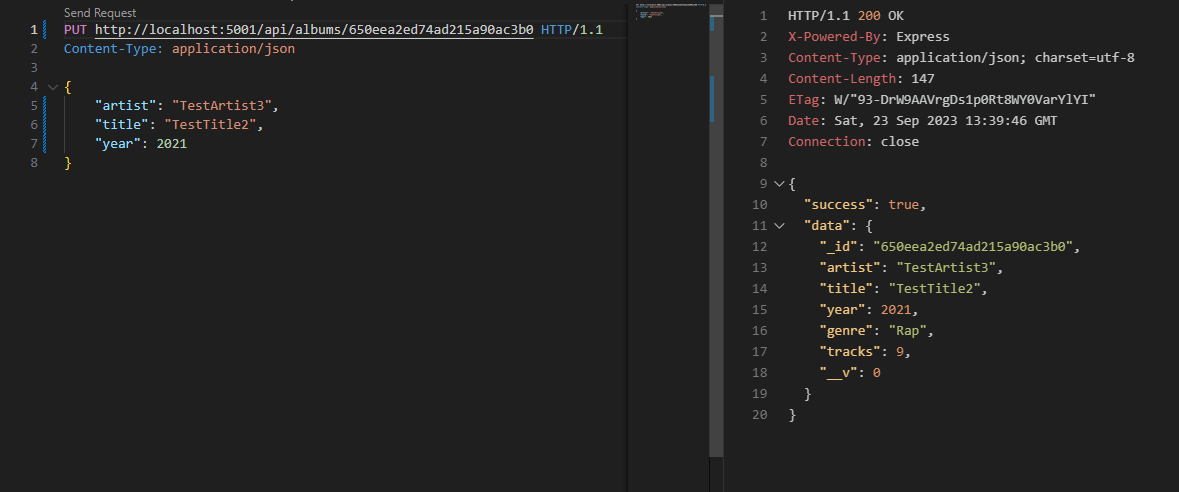 Send Request
1 PUT http://localhost:5001/api/albums/650eea2ed74ad215a90ac3b0 HTTP/1.1
2 Content-Type: application/json
3
4 {
5 "artist": "TestArtist3",
6 "title": "TestTitle2",
7 "year": 2021
8 }
1 HTTP/1.1 200 OK
2 X-Powered-By: Express
3 Content-Type: application/json; charset=utf-8
4 Content-Length: 147
5 ETag: W/"93-DrW9AAVrgDs1p0Rt8WY0VarYlYI"
6 Date: Sat, 23 Sep 2023 13:39:46 GMT
7 Connection: close
8
9 {
10 "success": true,
11 "data": {
12 "_id": "650eea2ed74ad215a90ac3b0",
13 "artist": "TestArtist3",
14 "title": "TestTitle2",
15 "year": 2021,
16 "genre": "Rap",
17 "tracks": 9,
18 "__v": 0
19 }
20 }